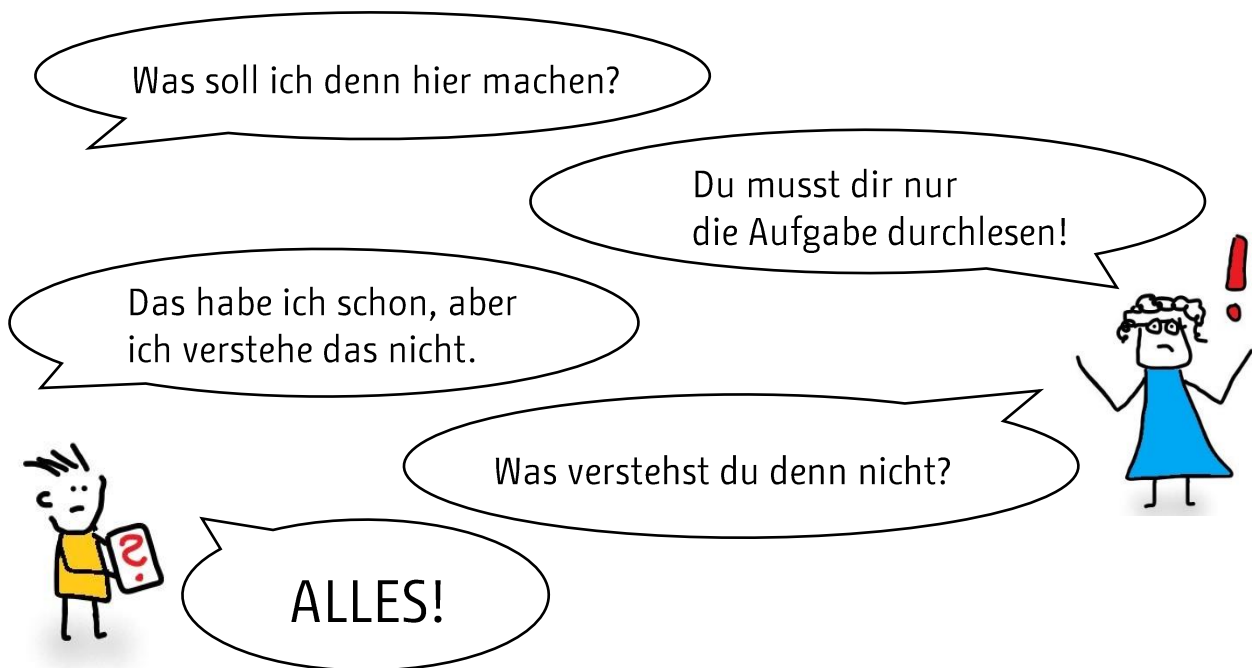 Was soll ich denn hier machen?
Du musst dir nur
die Aufgabe durchlesen!
Das habe ich schon, aber
ich verstehe das nicht.
Was verstehst du denn nicht?
ALLES!